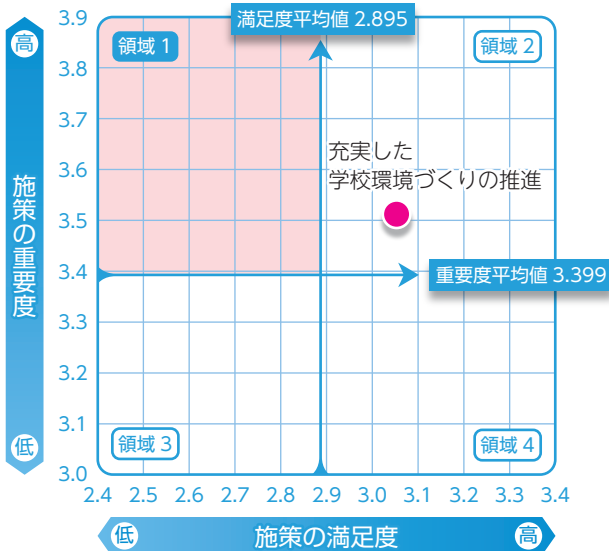 満足度平均値 2.895
3.9
高
領域 1
領域 2
3.8
3.7
充実した
学校環境づくりの推進
3.6
3.5
施策の重要度
3.4
重要度平均値 3.399
3.3
3.2
3.1
領域 3
領域 4
低
3.0
2.4 2.5 2.6 2.7 2.8 2.9 3.0 3.1 3.2 3.3 3.4
低 施策の満足度 高